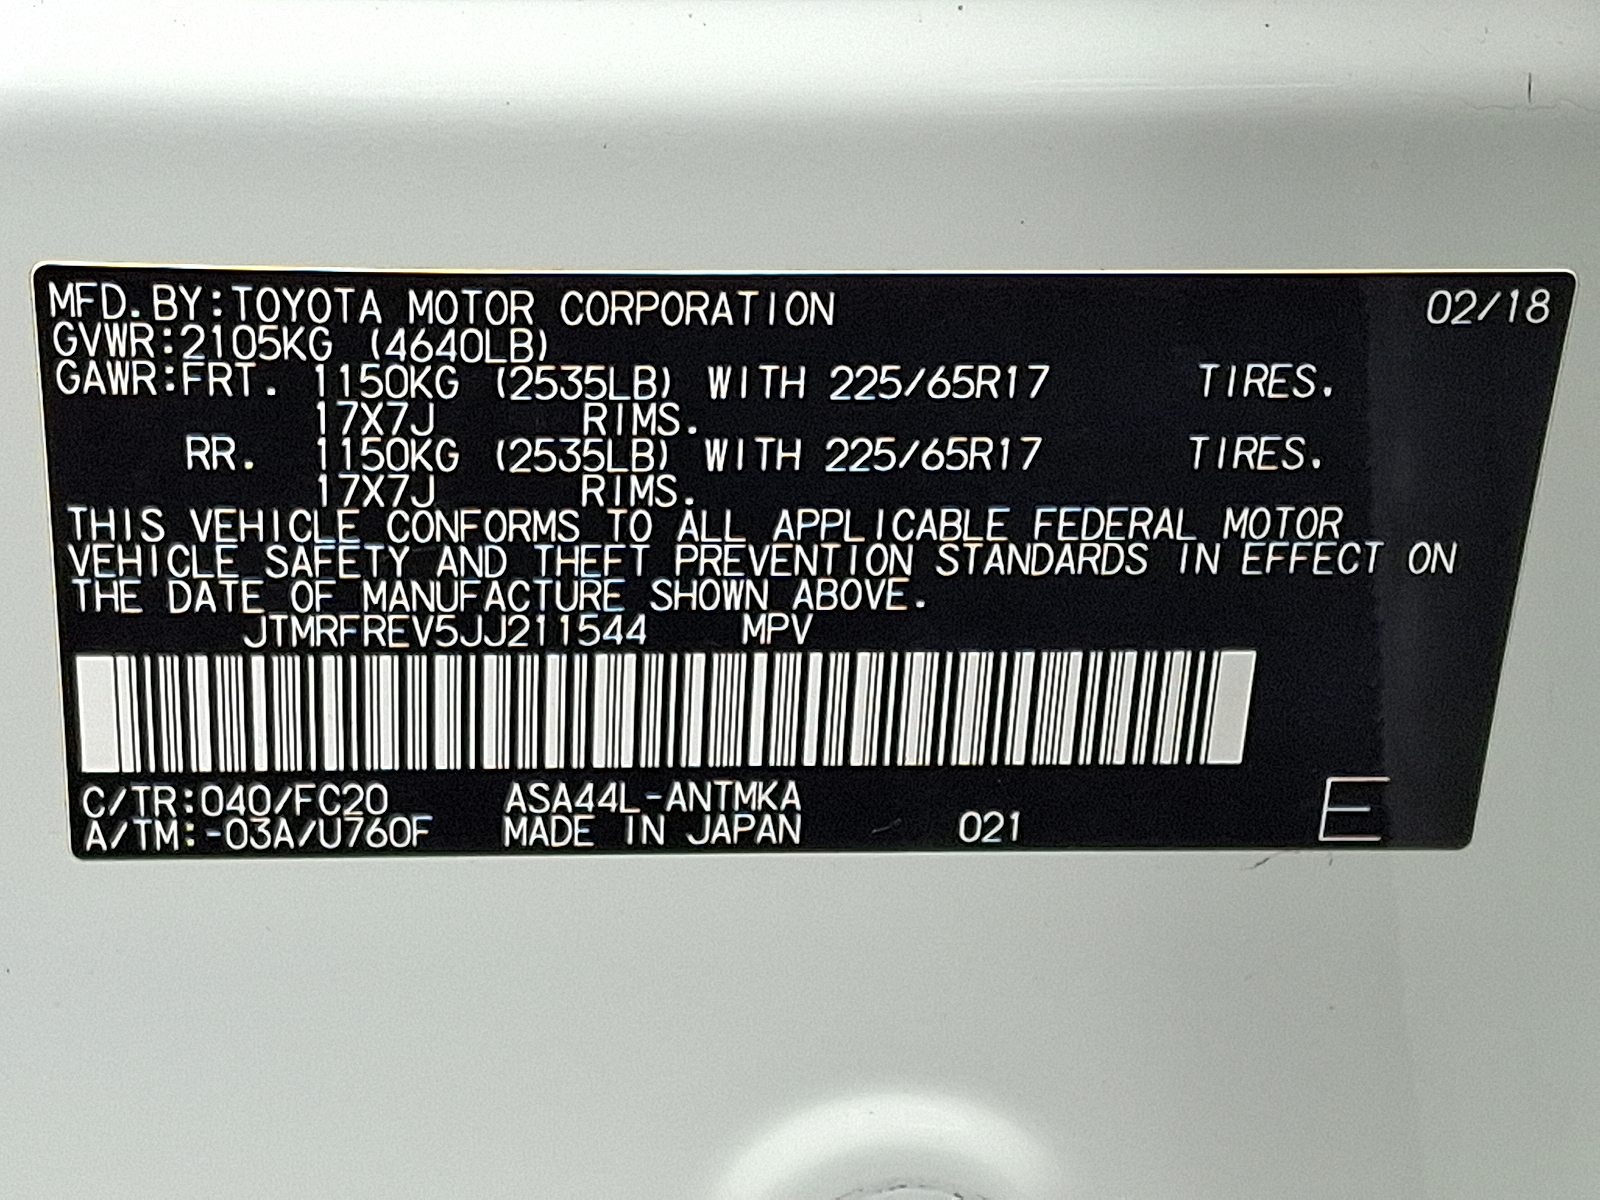 MFD. BY:TOYOTA MOTOR CORPORATION 02/18
GVWR:2105KG (4640LB)
GAWR:FRT. 1150KG (2535LB) WITH 225/65R17 TIRES.
17X7J RIMS.
RR. 1150KG (2535LB) WITH 225/65R17 TIRES.
17X7J RIMS.
THIS VEHICLE CONFORMS TO ALL APPLICABLE FEDERAL MOTOR
VEHICLE SAFETY AND THEFT PREVENTION STANDARDS IN EFFECT ON
THE DATE OF MANUFACTURE SHOWN ABOVE.
JTMRFREV5JJ211544 MPV
C/TR:040/FC20 ASA44L-ANTMKA
A/TM:-03A/U760F MADE IN JAPAN 021 E